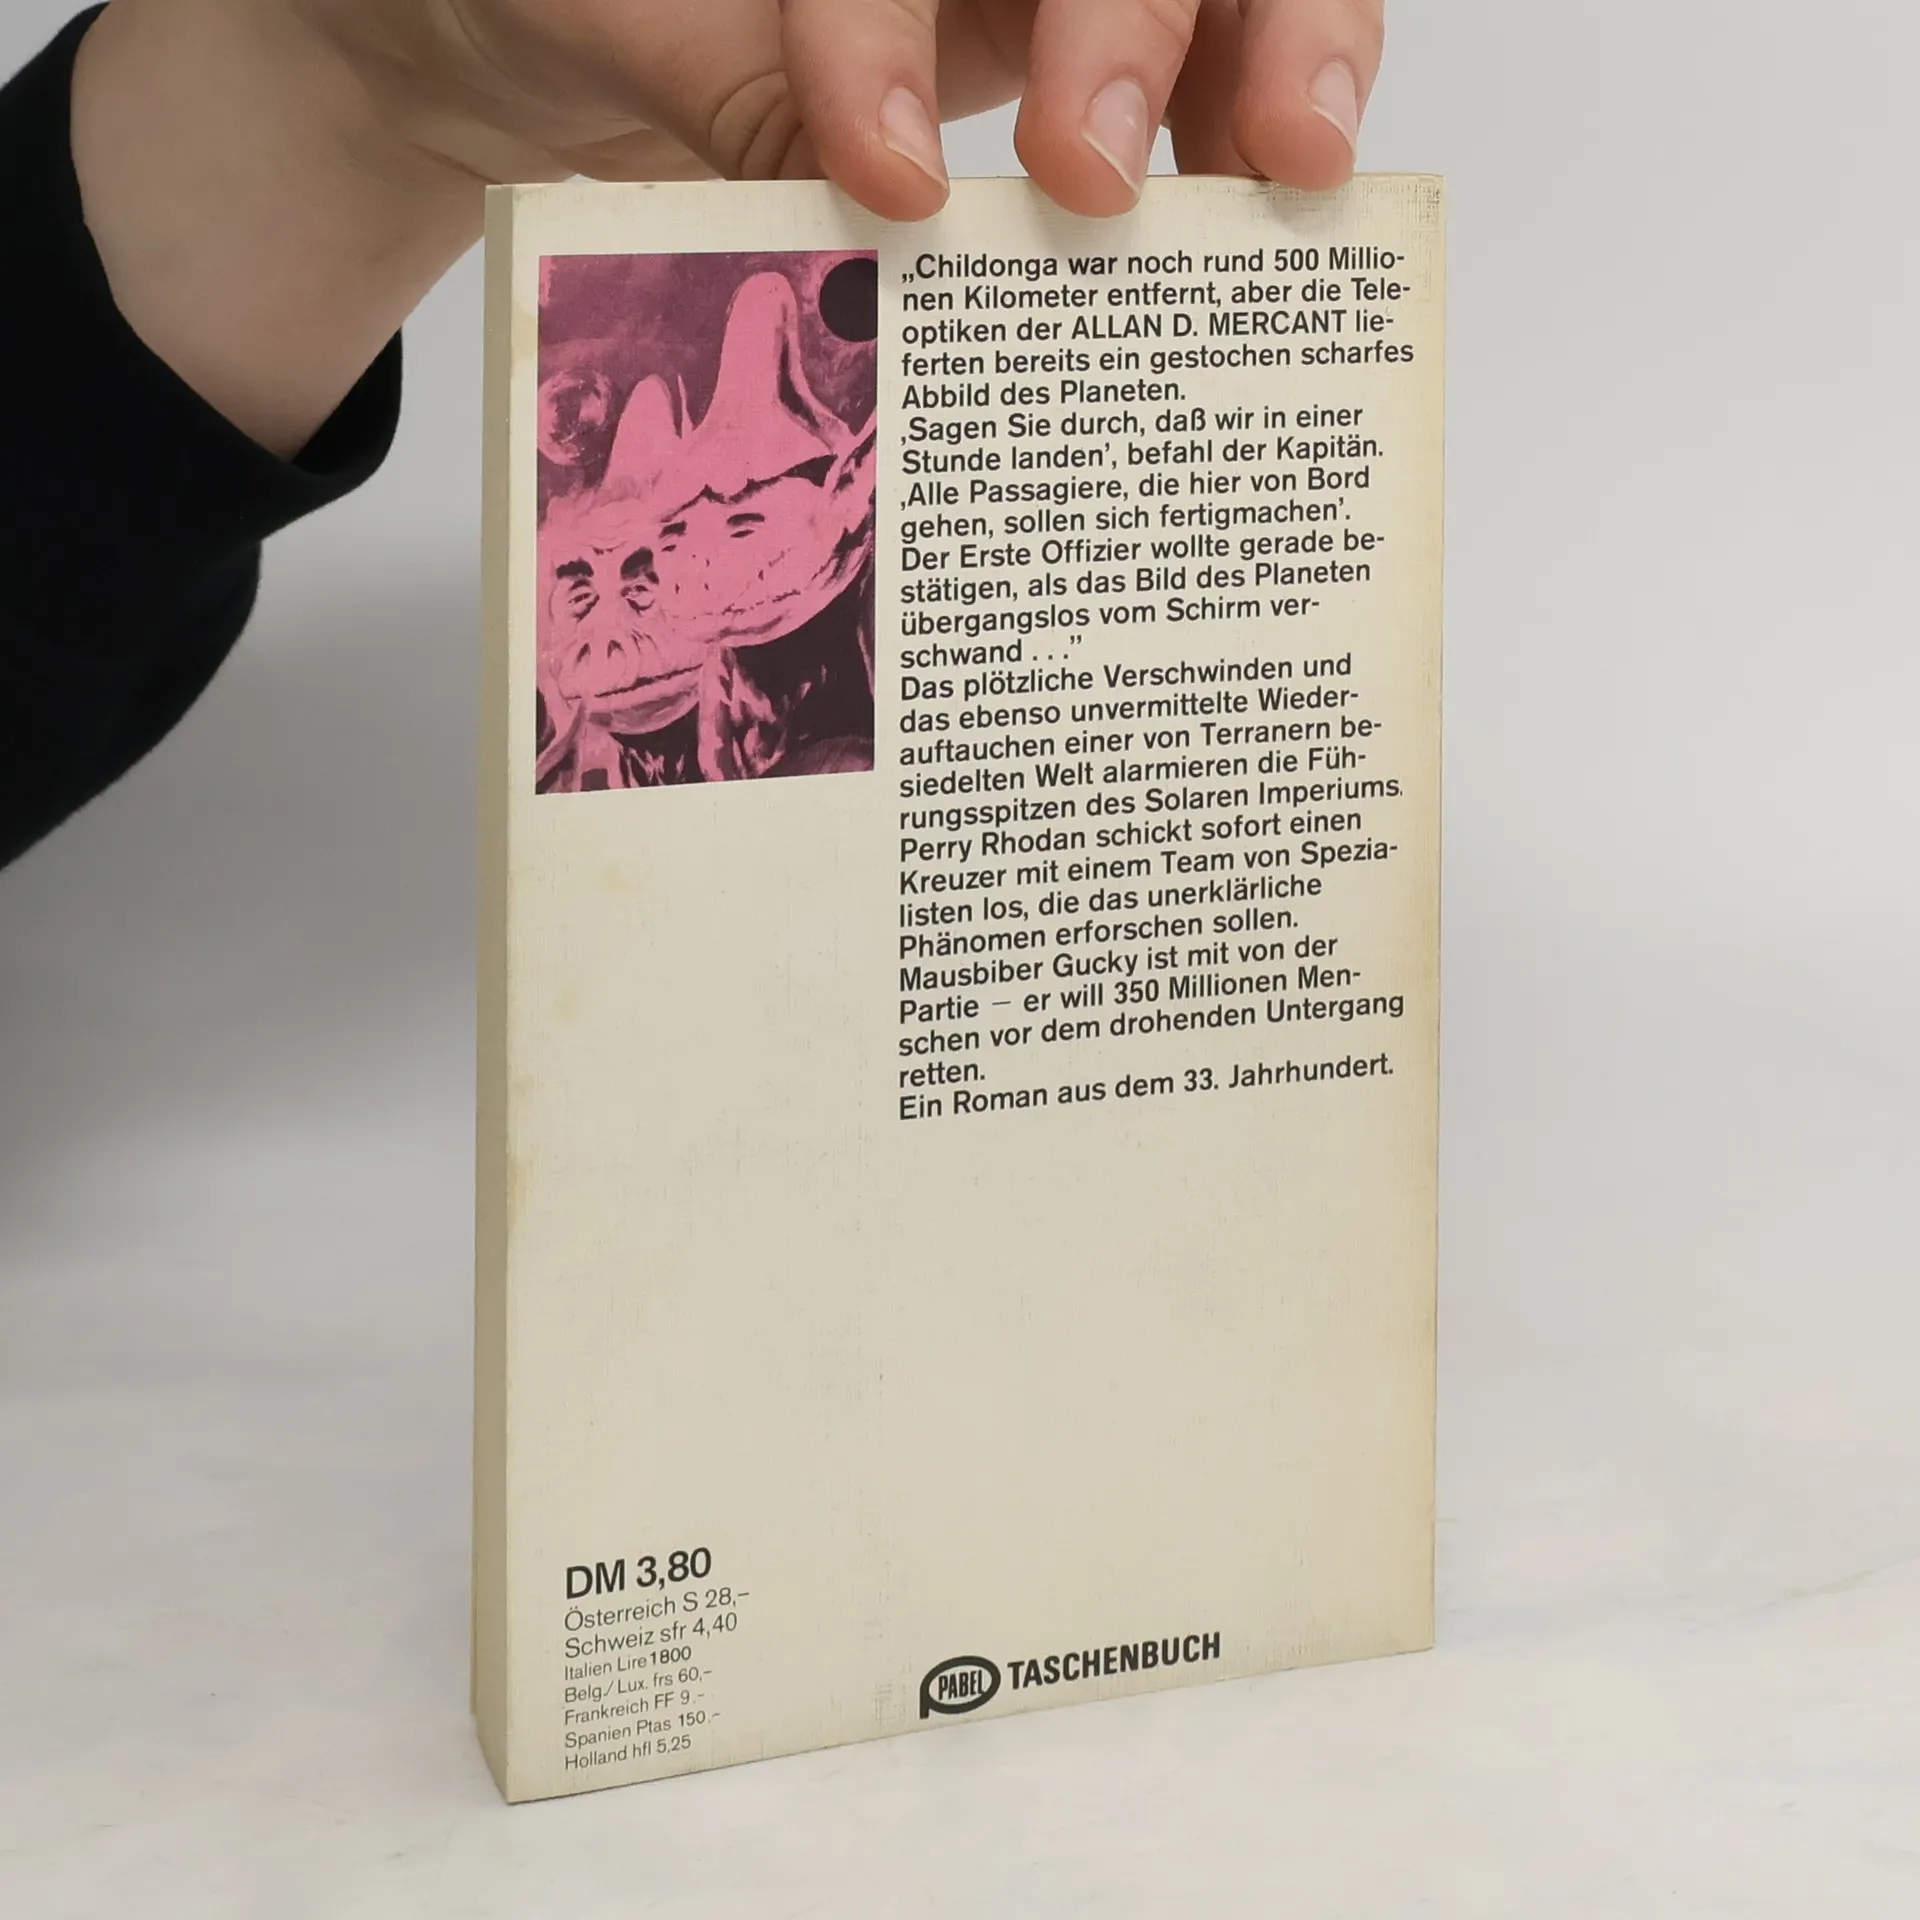 „Childonga war noch rund 500 Millio-
nen Kilometer entfernt, aber die Tele-
optiken der ALLAN D. MERCANT lie-
ferten bereits ein gestochen scharfes
Abbild des Planeten.
‚Sagen Sie durch, daß wir in einer
Stunde landen’, befahl der Kapitän.
‚Alle Passagiere, die hier von Bord
gehen, sollen sich fertigmachen’.
Der Erste Offizier wollte gerade be-
stätigen, als das Bild des Planeten
übergangslos vom Schirm ver-
schwand . . .”
Das plötzliche Verschwinden und
das ebenso unvermittelte Wieder-
auftauchen einer von Terranern be-
siedelten Welt alarmieren die Füh-
rungsspitzen des Solaren Imperiums.
Perry Rhodan schickt sofort einen
Kreuzer mit einem Team von Spezia-
listen los, die das unerklärliche
Phänomen erforschen sollen.
Mausbiber Gucky ist mit von der
Partie – er will 350 Millionen Men-
schen vor dem drohenden Untergang
retten.
Ein Roman aus dem 33. Jahrhundert.
DM 3,80
Österreich S 28,–
Schweiz sfr 4,40
Italien Lire 1800
Belg./ Lux. frs 60,–
Frankreich FF 9.-
Spanien Ptas 150.–
Holland hfl 5,25
PABEL TASCHENBUCH